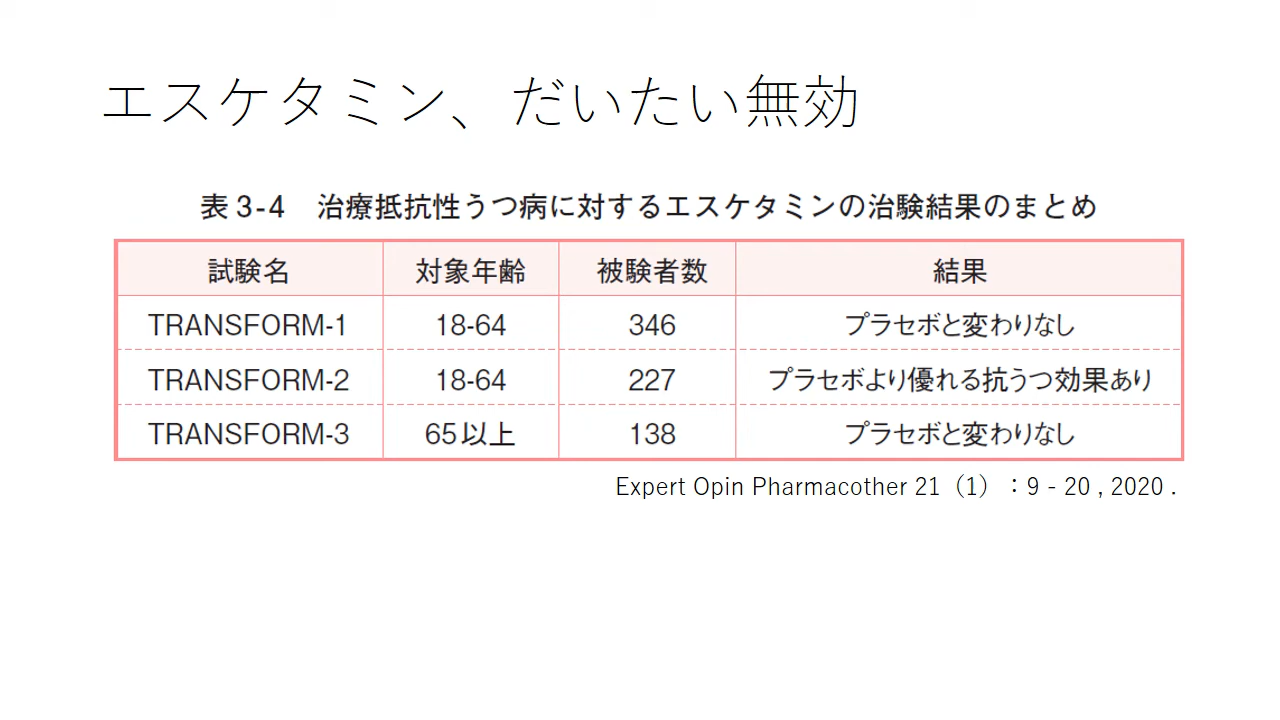 エスケタミン、だいたい無効
表3-4 治療抵抗性うつ病に対するエスケタミンの治験結果のまとめ
試験名 対象年齢 被験者数 結果
TRANSFORM-1 18-64 346 プラセボと変わりなし
TRANSFORM-2 18-64 227 プラセボより優れる抗うつ効果あり
TRANSFORM-3 65以上 138 プラセボと変わりなし
Expert Opin Pharmacother 21（1）：9 - 20 , 2020 .